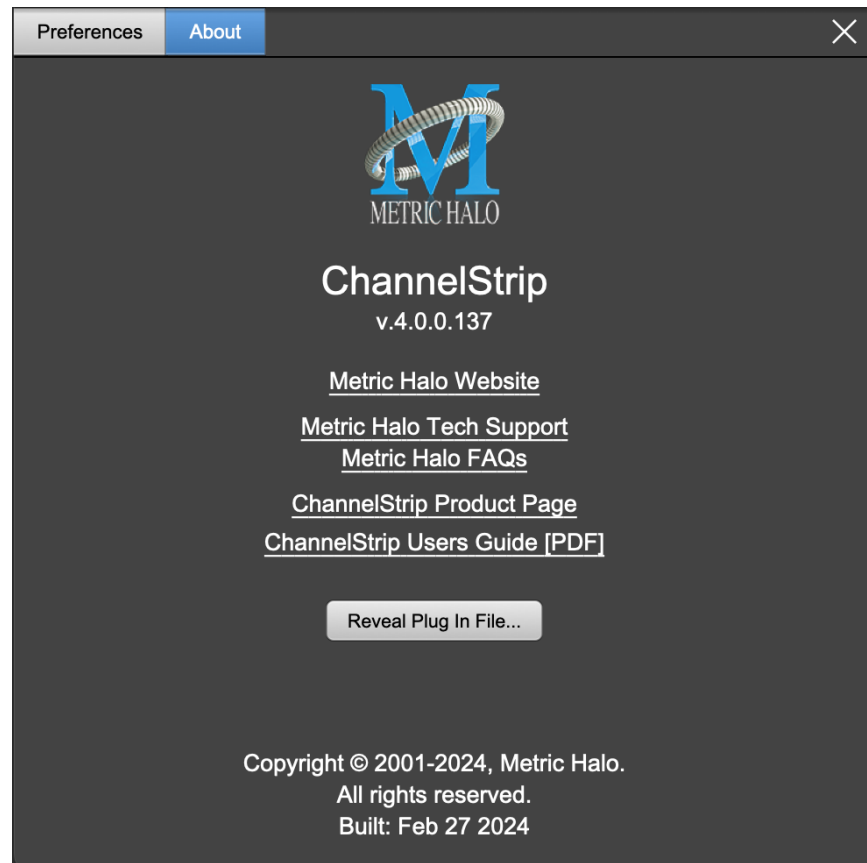 Preferences
About
METRIC HALO
ChannelStrip
v.4.0.0.137
Metric Halo Website
Metric Halo Tech Support
Metric Halo FAQs
ChannelStrip Product Page
ChannelStrip Users Guide [PDF]
Reveal Plug In File...
Copyright © 2001-2024, Metric Halo.
All rights reserved.
Built: Feb 27 2024